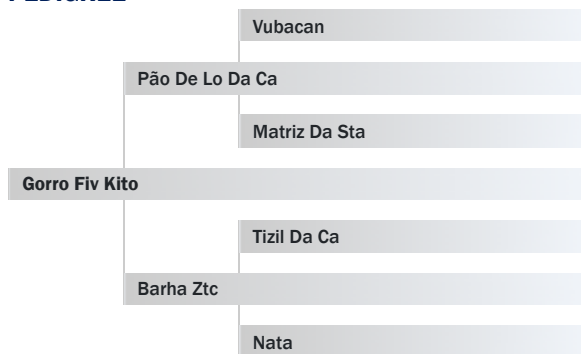 Vubacan
Pão De Lo Da Ca
Matriz Da Sta
Gorro Fiv Kito
Tizil Da Ca
Barha Ztc
Nata